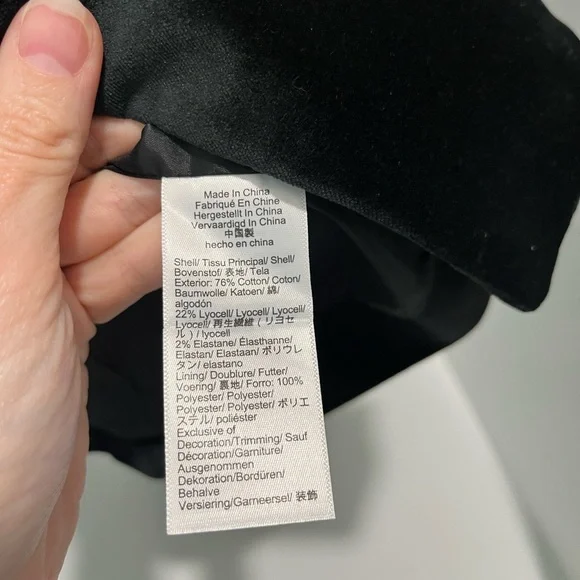 Made In China
Fabriqué En Chine
Hergestellt In China
Vervaardigd In China
中国製
hecho en china
Shell/ Tissu Principal/ Shell/
Bovenstof/ 表地/ Tela
Exterior: 76% Cotton/ Coton/
Baumwolle/ Katoen/ 綿/
algodón
22% Lyocell/ Lyocell/ Lyocell/
Lyocell/ 再生繊維 ( リヨセ
ル ) / lyocell
2% Elastane/ Élasthanne/
Elastan/ Elastaan/ ポリウレ
タン/ elastano
Lining/ Doublure/ Futter/
Voering/ 裏地/ Forro: 100%
Polyester/ Polyester/
Polyester/ Polyester/ ポリエ
ステル/ poliéster
Exclusive of
Decoration/Trimming/ Sauf
Décoration/Garniture/
Ausgenommen
Dekoration/Bordüren/
Behalve
Versiering/Garneersel/ 装飾